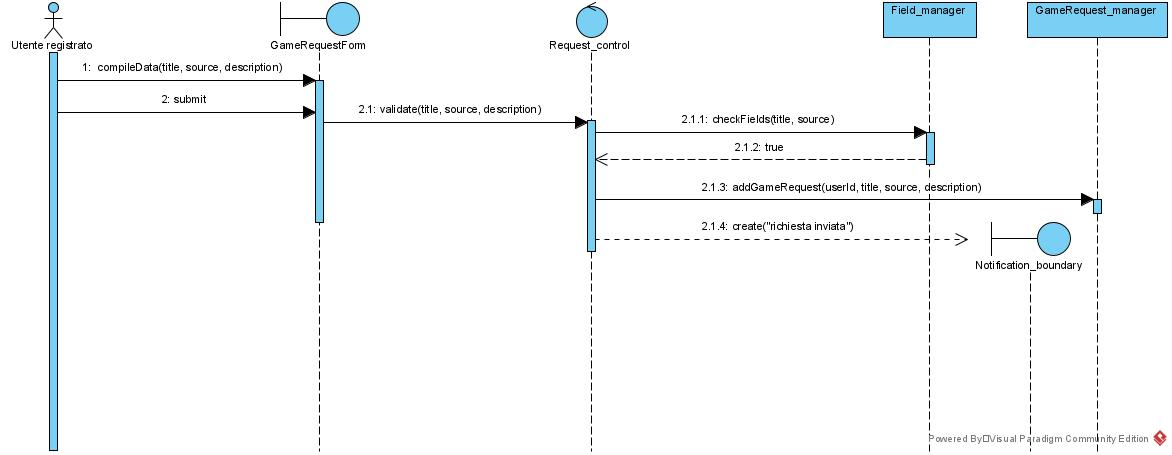 Utente registrato
GameRequestForm
Request_control
Field_manager
GameRequest_manager
1: compileData(title, source, description)
2: submit
2.1: validate(title, source, description)
2.1.1: checkFields(title, source)
2.1.2: true
2.1.3: addGameRequest(userId, title, source, description)
2.1.4: create("richiesta inviata")
Notification_boundary
Powered By Visual Paradigm Community Edition